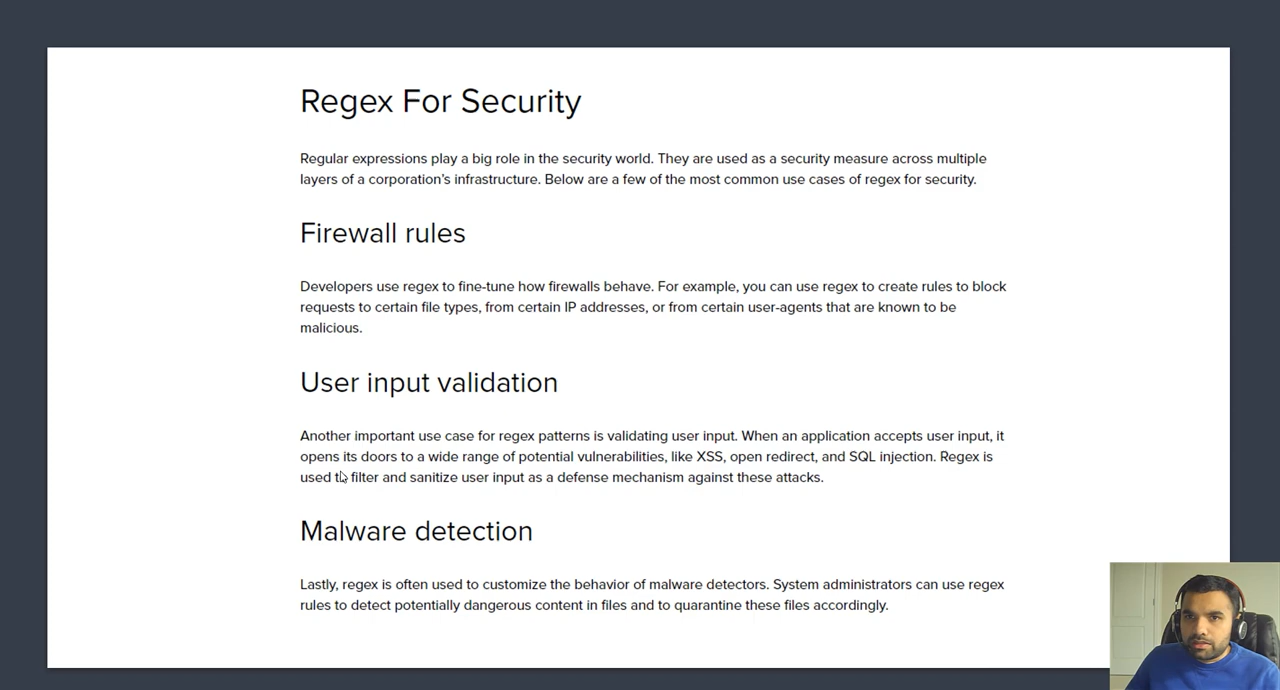 Regex For Security
Regular expressions play a big role in the security world. They are used as a security measure across multiple
layers of a corporation's infrastructure. Below are a few of the most common use cases of regex for security.
Firewall rules
Developers use regex to fine-tune how firewalls behave. For example, you can use regex to create rules to block
requests to certain file types, from certain IP addresses, or from certain user-agents that are known to be
malicious.
User input validation
Another important use case for regex patterns is validating user input. When an application accepts user input, it
opens its doors to a wide range of potential vulnerabilities, like XSS, open redirect, and SQL injection. Regex is
used to filter and sanitize user input as a defense mechanism against these attacks.
Malware detection
Lastly, regex is often used to customize the behavior of malware detectors. System administrators can use regex
rules to detect potentially dangerous content in files and to quarantine these files accordingly.